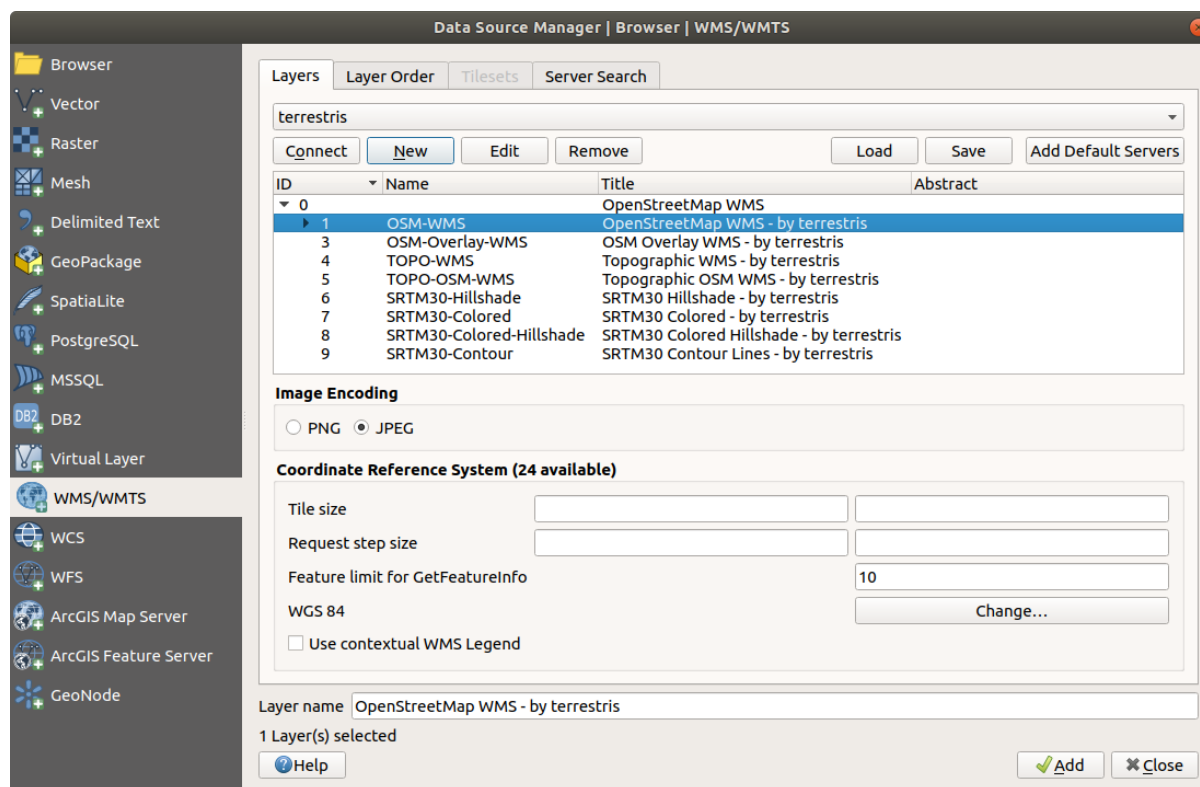 Data Source Manager | Browser | WMS/WMTS
Browser
Vector
Raster
Mesh
Delimited Text
GeoPackage
SpatiaLite
PostgreSQL
MSSQL
DB2 DB2
Virtual Layer
WMS/WMTS
WCS
WFS
ArcGIS Map Server
ArcGIS Feature Server
GeoNode
Layers Layer Order Tilesets Server Search
terrestris
Connect New Edit Remove Load Save Add Default Servers
ID Name Title Abstract
0 OpenStreetMap WMS
1 OSM-WMS OpenStreetMap WMS - by terrestris
3 OSM-Overlay-WMS OSM Overlay WMS - by terrestris
4 TOPO-WMS Topographic WMS - by terrestris
5 TOPO-OSM-WMS Topographic OSM WMS - by terrestris
6 SRTM30-Hillshade SRTM30 Hillshade - by terrestris
7 SRTM30-Colored SRTM30 Colored - by terrestris
8 SRTM30-Colored-Hillshade SRTM30 Colored Hillshade - by terrestris
9 SRTM30-Contour SRTM30 Contour Lines - by terrestris
Image Encoding
PNG JPEG
Coordinate Reference System (24 available)
Tile size
Request step size
Feature limit for GetFeatureInfo 10
WGS 84 Change...
Use contextual WMS Legend
Layer name OpenStreetMap WMS - by terrestris
1 Layer(s) selected
Help Add Close